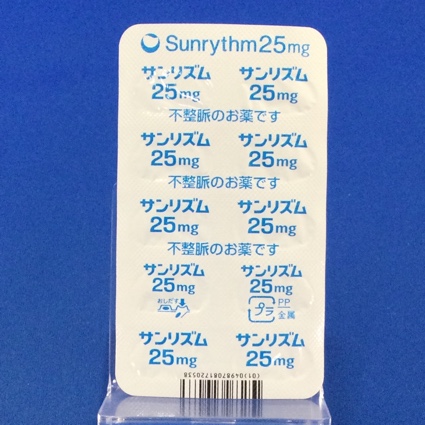 Sunrythm25mg
サンリズム サンリズム
25mg 25mg
不整脈のお薬です
サンリズム サンリズム
25mg 25mg
不整脈のお薬です
サンリズム サンリズム
25mg 25mg
不整脈のお薬です
サンリズム サンリズム
25mg 25mg
おしだす プラ PP
金属
サンリズム サンリズム
25mg 25mg
(01)04987081720538